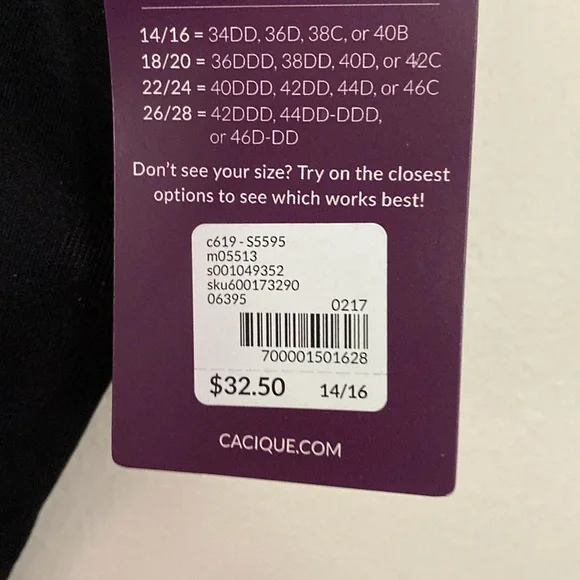 14/16 = 34DD, 36D, 38C, or 40B
18/20 = 36DDD, 38DD, 40D, or 42C
22/24 = 40DDD, 42DD, 44D, or 46C
26/28 = 42DDD, 44DD-DDD,
or 46D-DD
Don't see your size? Try on the closest
options to see which works best!
c619 - S5595
m05513
s001049352
sku600173290
06395 0217
700001501628
$32.50 14/16
CACIQUE.COM